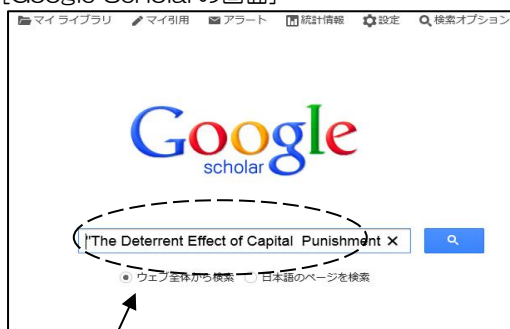 [Google Scholarの画面]
マイ ライブラリ マイ引用 アラート 統計情報 設定 検索オプション
Google
scholar
"The Deterrent Effect of Capital Punishment ×
ウェブ全体から検索 日本語のページを検索